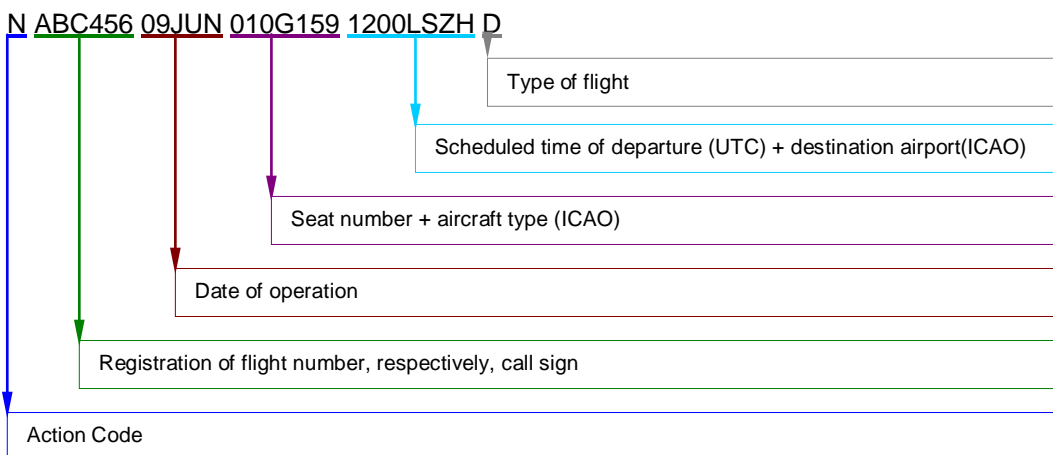 N ABC456 09JUN 010G159 1200LSZH D
Type of flight
Scheduled time of departure (UTC) + destination airport(ICAO)
Seat number + aircraft type (ICAO)
Date of operation
Registration of flight number, respectively, call sign
Action Code